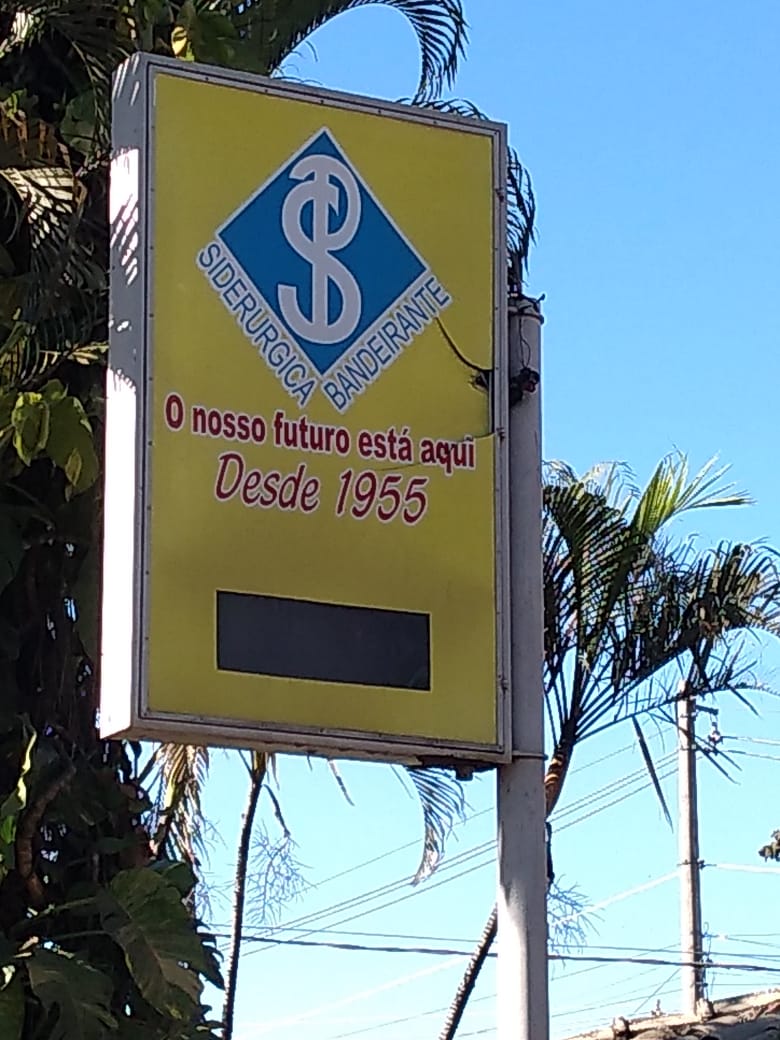 SIDERURGICA BANDEIRANTE
O nosso futuro está aqui
Desde 1955